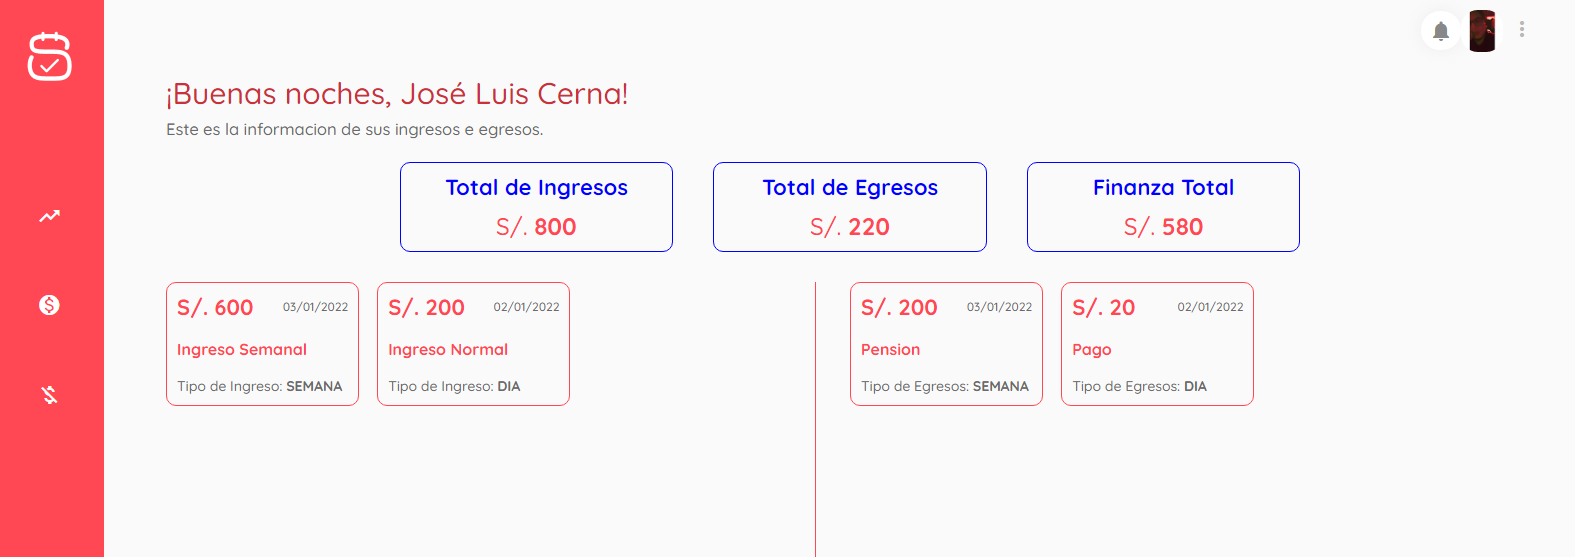 ¡Buenas noches, José Luis Cerna!
Este es la informacion de sus ingresos e egresos.
Total de Ingresos
S/. 800
Total de Egresos
S/. 220
Finanza Total
S/. 580
S/. 600 03/01/2022
Ingreso Semanal
Tipo de Ingreso: SEMANA
S/. 200 02/01/2022
Ingreso Normal
Tipo de Ingreso: DIA
S/. 200 03/01/2022
Pension
Tipo de Egresos: SEMANA
S/. 20 02/01/2022
Pago
Tipo de Egresos: DIA